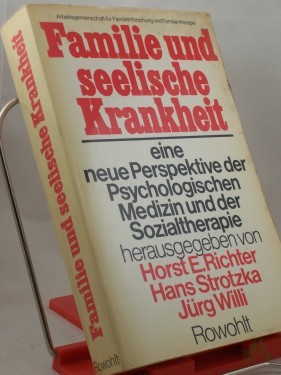 Arbeitsgemeinschaft für Familienforschung und Familientherapie
Familie und
seelische
Krankheit
eine
neue Perspektive der
Psychologischen
Medizin und der
Sozialtherapie
herausgegeben von
Horst E. Richter
Hans Strotzka
Jürg Willi
Rowohlt
Familie und seelische Krankheit
Rowohlt